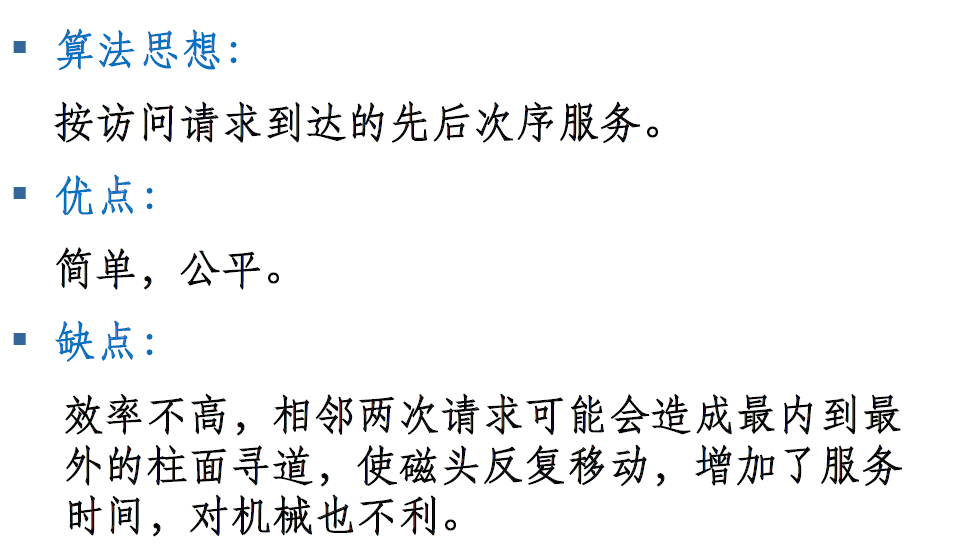 ▪ 算法思想：
按访问请求到达的先后次序服务。
▪ 优点：
简单，公平。
▪ 缺点：
效率不高，相邻两次请求可能会造成最内到最
外的柱面寻道，使磁头反复移动，增加了服务
时间，对机械也不利。